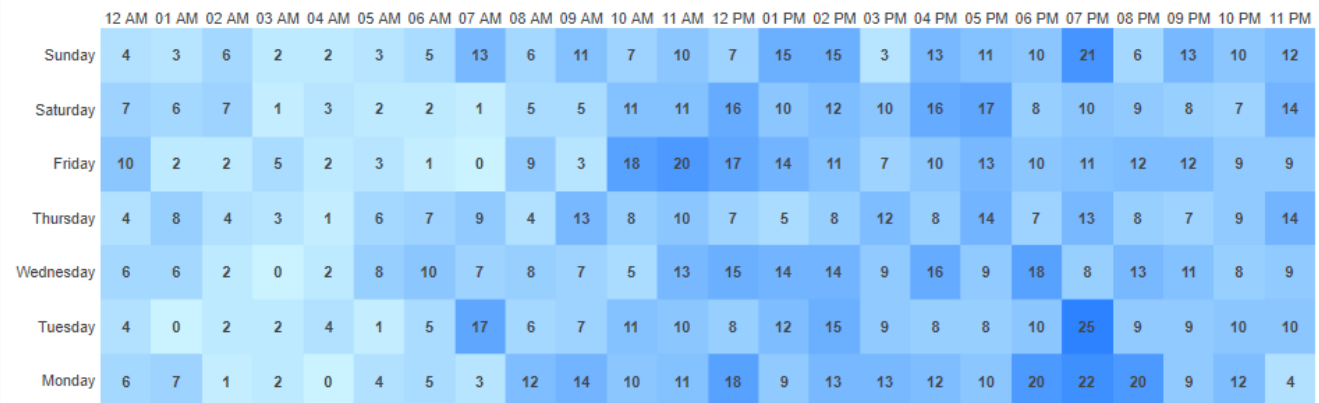 12 AM 01 AM 02 AM 03 AM 04 AM 05 AM 06 AM 07 AM 08 AM 09 AM 10 AM 11 AM 12 PM 01 PM 02 PM 03 PM 04 PM 05 PM 06 PM 07 PM 08 PM 09 PM 10 PM 11 PM
Sunday 4 3 6 2 2 3 5 13 6 11 7 10 7 15 15 3 13 11 10 21 6 13 10 12
Saturday 7 6 7 1 3 2 2 1 5 5 11 11 16 10 12 10 16 17 8 10 9 8 7 14
Friday 10 2 2 5 2 3 1 0 9 3 18 20 17 14 11 7 10 13 10 11 12 12 9 9
Thursday 4 8 4 3 1 6 7 9 4 13 8 10 7 5 8 12 8 14 7 13 8 7 9 14
Wednesday 6 6 2 0 2 8 10 7 8 7 5 13 15 14 14 9 16 9 18 8 13 11 8 9
Tuesday 4 0 2 2 4 1 5 17 6 7 11 10 8 12 15 9 8 8 10 25 9 9 10 10
Monday 6 7 1 2 0 4 5 3 12 14 10 11 18 9 13 13 12 10 20 22 20 9 12 4